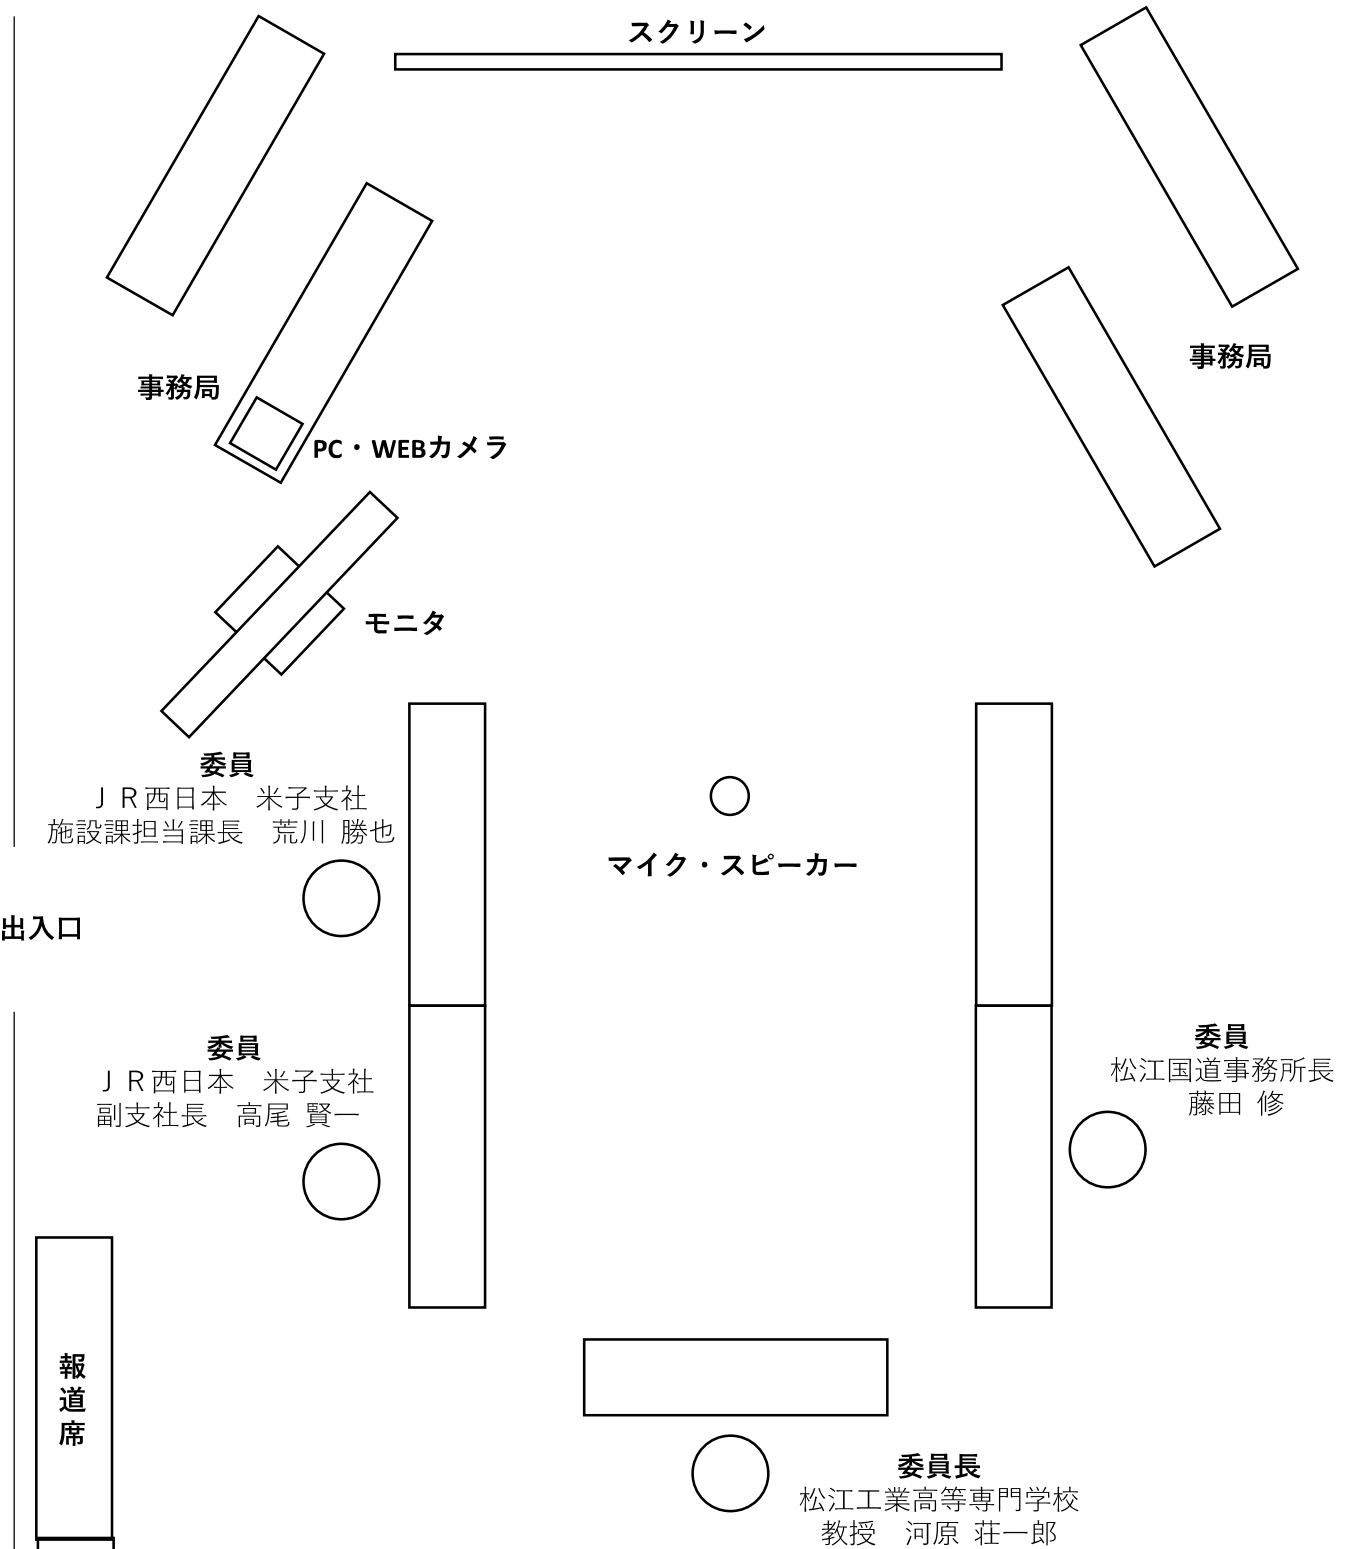 スクリーン
事務局
事務局
PC・WEBカメラ
モニタ
委員
ＪＲ西日本　米子支社
施設課担当課長　荒川 勝也
マイク・スピーカー
出入口
委員
ＪＲ西日本　米子支社
副支社長　高尾 賢一
委員
松江国道事務所長
藤田 修
報道席
委員長
松江工業高等専門学校
教授　河原 荘一郎